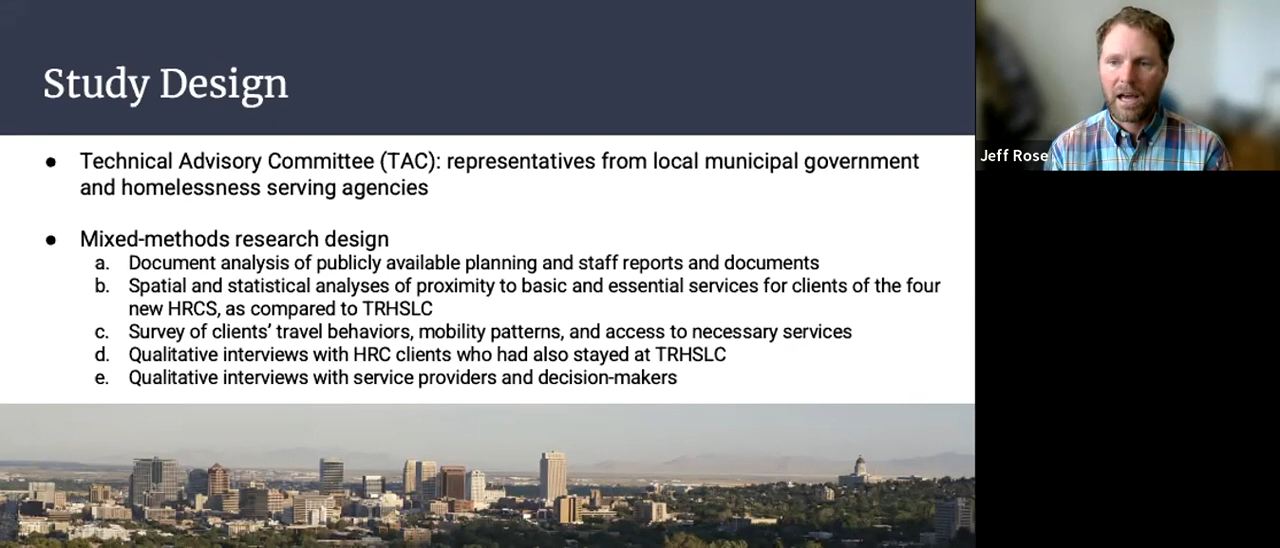 Study Design
Jeff Rose
● Technical Advisory Committee (TAC): representatives from local municipal government
and homelessness serving agencies
● Mixed-methods research design
a. Document analysis of publicly available planning and staff reports and documents
b. Spatial and statistical analyses of proximity to basic and essential services for clients of the four
new HRCS, as compared to TRHSLC
c. Survey of clients' travel behaviors, mobility patterns, and access to necessary services
d. Qualitative interviews with HRC clients who had also stayed at TRHSLC
e. Qualitative interviews with service providers and decision-makers